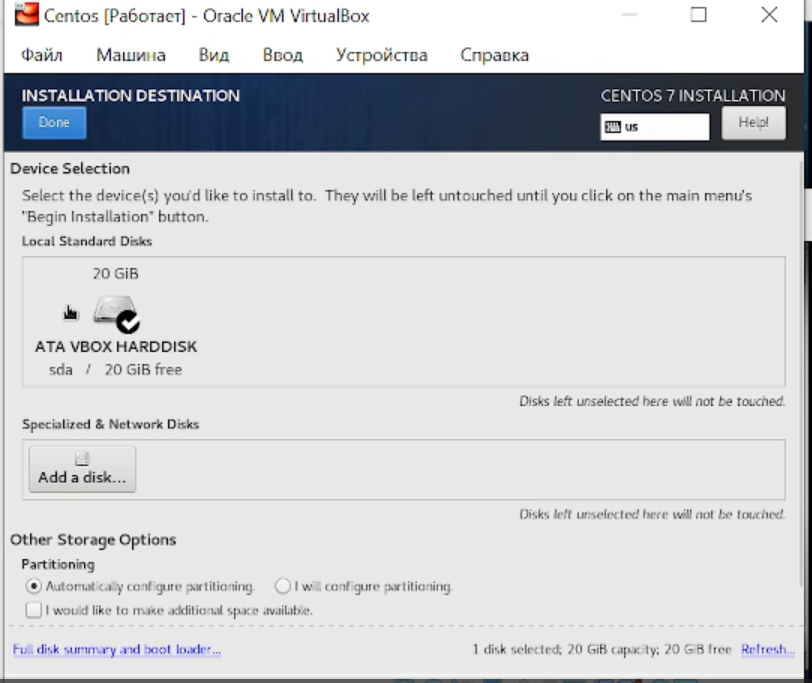 Centos [Работает] - Oracle VM VirtualBox
Файл Машина Вид Ввод Устройства Справка
INSTALLATION DESTINATION
CENTOS 7 INSTALLATION
Done
us
Help!
Device Selection
Select the device(s) you'd like to install to. They will be left untouched until you click on the main menu's
"Begin Installation" button.
Local Standard Disks
20 GiB
ATA VBOX HARDDISK
sda / 20 GiB free
Disks left unselected here will not be touched.
Specialized & Network Disks
Add a disk...
Disks left unselected here will not be touched.
Other Storage Options
Partitioning
Automatically configure partitioning. I will configure partitioning.
I would like to make additional space available.
Full disk summary and boot loader...
1 disk selected; 20 GiB capacity; 20 GiB free Refresh...